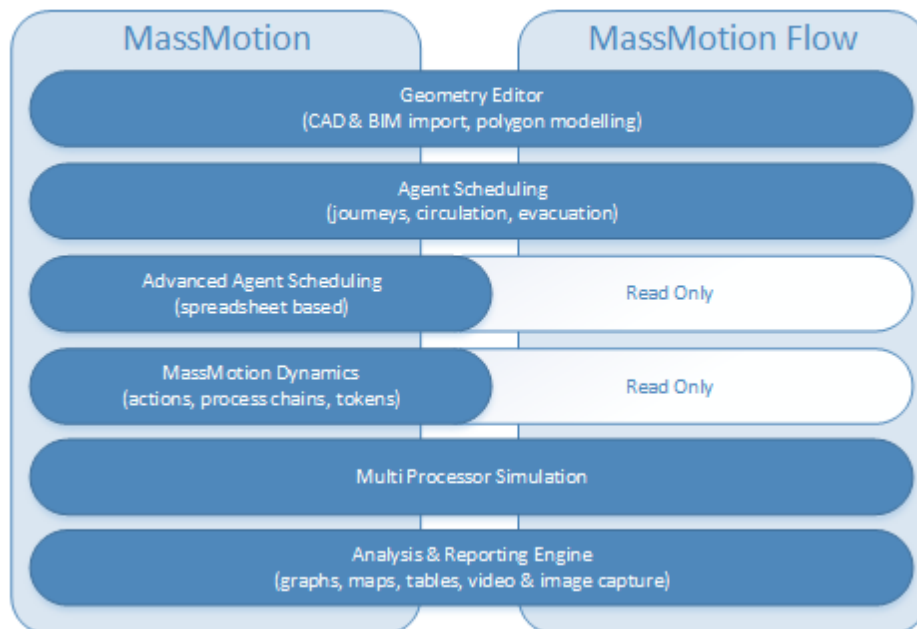 MassMotion
MassMotion Flow
Geometry Editor
(CAD & BIM import, polygon modelling)
Agent Scheduling
(journeys, circulation, evacuation)
Advanced Agent Scheduling
(spreadsheet based)
Read Only
MassMotion Dynamics
(actions, process chains, tokens)
Read Only
Multi Processor Simulation
Analysis & Reporting Engine
(graphs, maps, tables, video & image capture)